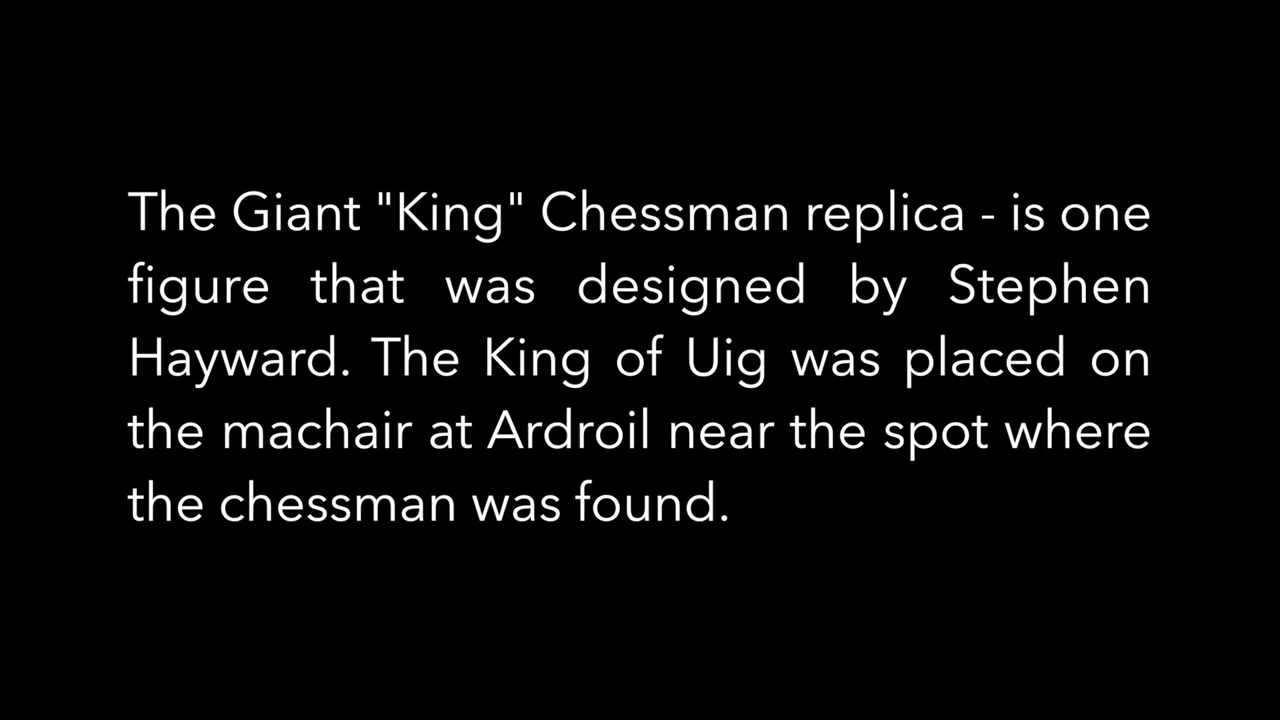 The Giant "King" Chessman replica - is one
figure that was designed by Stephen
Hayward. The King of Uig was placed on
the machair at Ardroil near the spot where
the chessman was found.